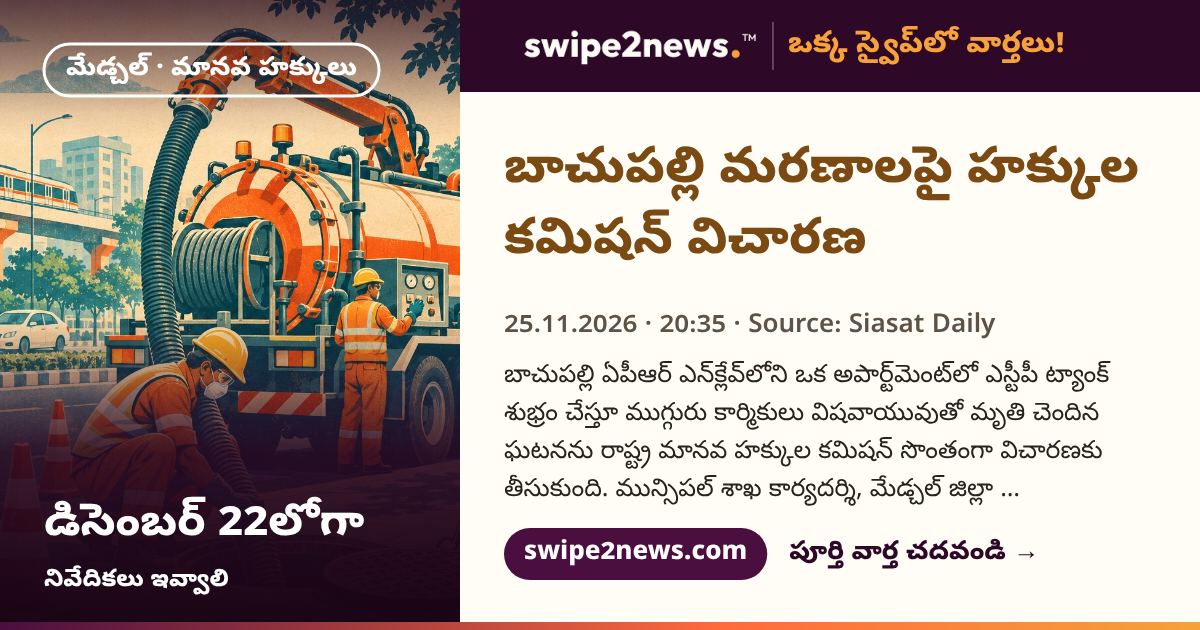 మేడ్చల్ · మానవ హక్కులు
swipe2news.™ ఒక్క స్వైప్‌లో వార్తలు!
బాచుపల్లి మరణాలపై హక్కుల
కమిషన్ విచారణ
25.11.2026 · 20:35 · Source: Siasat Daily
బాచుపల్లి ఏపీఆర్ ఎన్‌క్లేవ్‌లోని ఒక అపార్ట్‌మెంట్‌లో ఎస్టీపీ ట్యాంక్
శుభ్రం చేస్తూ ముగ్గురు కార్మికులు విషవాయువుతో మృతి చెందిన
ఘటనను రాష్ట్ర మానవ హక్కుల కమిషన్ సొంతంగా విచారణకు
తీసుకుంది. మున్సిపల్ శాఖ కార్యదర్శి, మేడ్చల్ జిల్లా ...
డిసెంబర్ 22లోగా
నివేదికలు ఇవ్వాలి
swipe2news.com పూర్తి వార్త చదవండి →